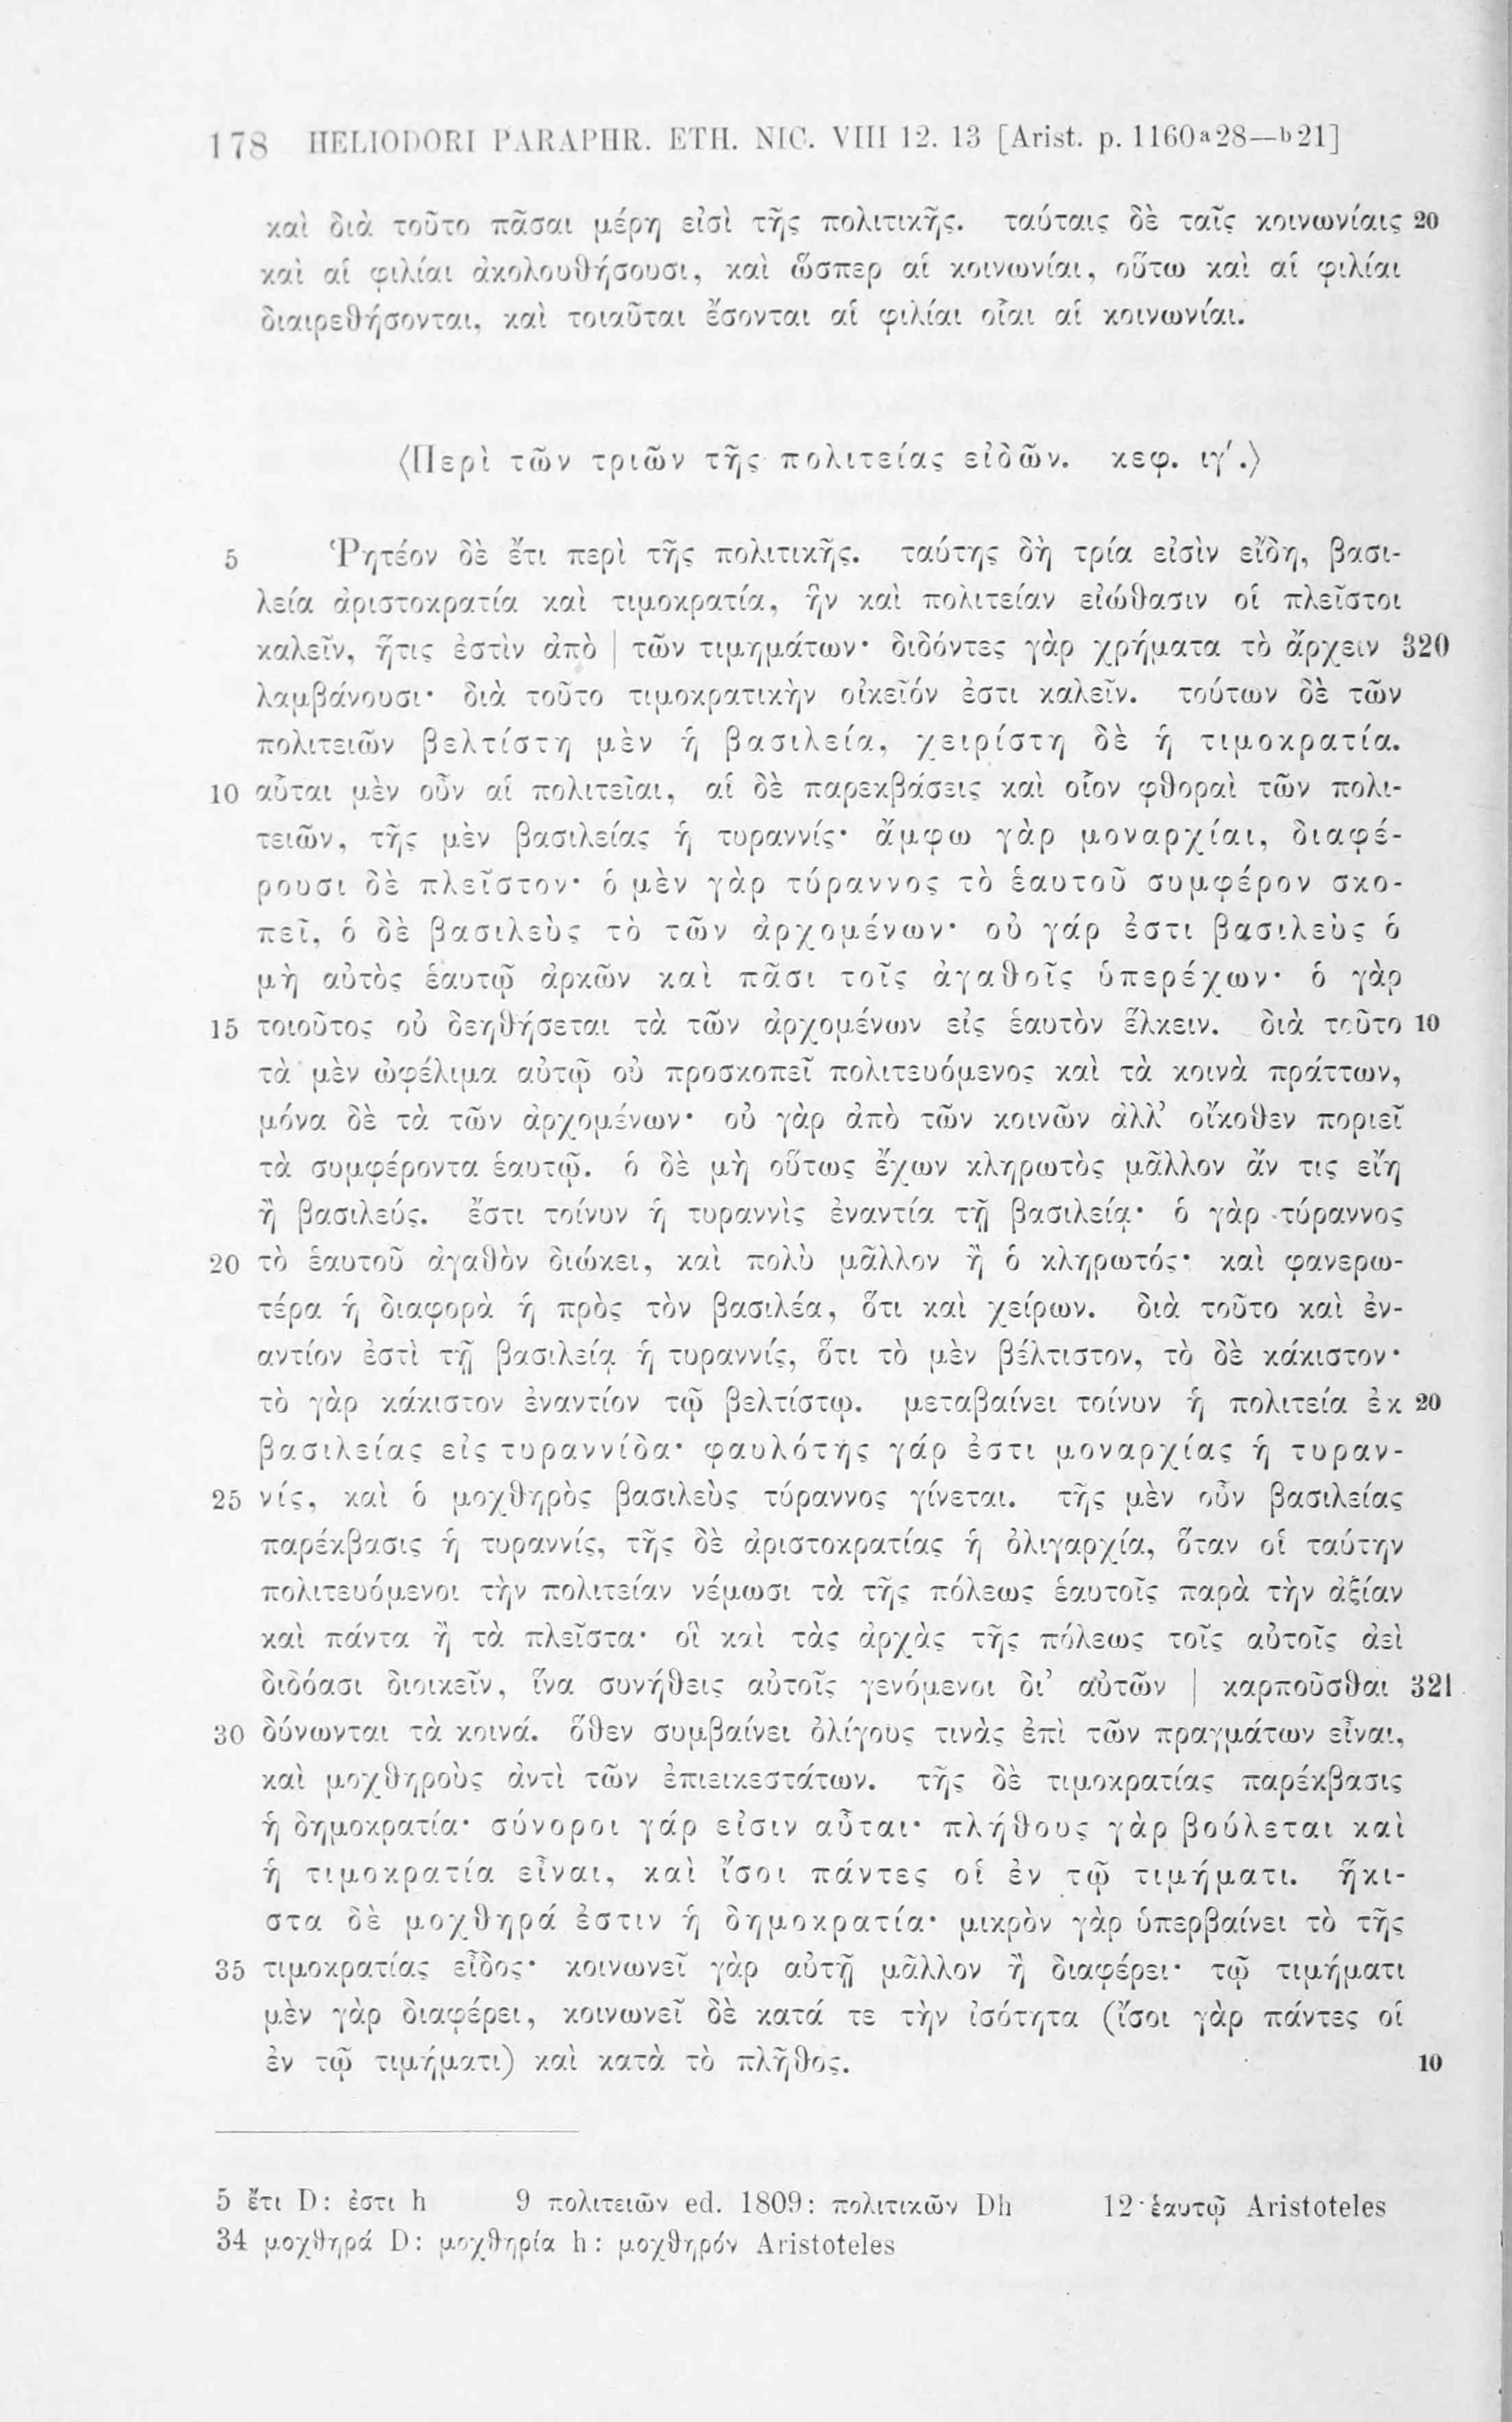 178 HELIODORI PARAPHR. ETH. NIC. VIII 12. 13 [Arist. p. 1160a28—b21]
καὶ διὰ τοῦτο πᾶσαι μέρη εἰσὶ τῆς πολιτικῆς. ταύταις δὲ ταῖς κοινωνίαις 20
καὶ αἱ φιλίαι ἀκολουθήσουσι, καὶ ὥσπερ αἱ κοινωνίαι, οὕτω καὶ αἱ φιλίαι
διαιρεθήσονται, καὶ τοιαῦται ἔσονται αἱ φιλίαι οἷαι αἱ κοινωνίαι.
⟨Περὶ τῶν τριῶν τῆς πολιτείας εἰδῶν. κεφ. ιγ΄.⟩
5 Ῥητέον δὲ ἔτι περὶ τῆς πολιτικῆς. ταύτης δὴ τρία εἰσὶν εἴδη, βασι-
λεία ἀριστοκρατία καὶ τιμοκρατία, ἣν καὶ πολιτείαν εἰώθασιν οἱ πλεῖστοι
καλεῖν, ἥτις ἐστὶν ἀπὸ | τῶν τιμημάτων· διδόντες γὰρ χρήματα τὸ ἄρχειν 320
λαμβάνουσι· διὰ τοῦτο τιμοκρατικὴν οἰκεῖόν ἐστι καλεῖν. τούτων δὲ τῶν
πολιτειῶν βελτίστη μὲν ἡ βασιλεία, χειρίστη δὲ ἡ τιμοκρατία.
10 αὗται μὲν οὖν αἱ πολιτεῖαι, αἱ δὲ παρεκβάσεις καὶ οἷον φθοραὶ τῶν πολι-
τειῶν, τῆς μὲν βασιλείας ἡ τυραννίς· ἄμφω γὰρ μοναρχίαι, διαφέ-
ρουσι δὲ πλεῖστον· ὁ μὲν γὰρ τύραννος τὸ ἑαυτοῦ συμφέρον σκο-
πεῖ, ὁ δὲ βασιλεὺς τὸ τῶν ἀρχομένων· οὐ γάρ ἐστι βασιλεὺς ὁ
μὴ αὐτὸς ἑαυτῷ ἀρκῶν καὶ πᾶσι τοῖς ἀγαθοῖς ὑπερέχων· ὁ γὰρ
15 τοιοῦτος οὐ δεηθήσεται τὰ τῶν ἀρχομένων εἰς ἑαυτὸν ἕλκειν. διὰ τοῦτο 10
τὰ μὲν ὠφέλιμα αὑτῷ οὐ προσκοπεῖ πολιτευόμενος καὶ τὰ κοινὰ πράττων,
μόνα δὲ τὰ τῶν ἀρχομένων· οὐ γὰρ ἀπὸ τῶν κοινῶν ἀλλ’ οἴκοθεν ποριεῖ
τὰ συμφέροντα ἑαυτῷ. ὁ δὲ μὴ οὕτως ἔχων κληρωτὸς μᾶλλον ἄν τις εἴη
ἢ βασιλεύς. ἔστι τοίνυν ἡ τυραννὶς ἐναντία τῇ βασιλείᾳ· ὁ γὰρ τύραννος
20 τὸ ἑαυτοῦ ἀγαθὸν διώκει, καὶ πολὺ μᾶλλον ἢ ὁ κληρωτός· καὶ φανερω-
τέρα ἡ διαφορὰ ἡ πρὸς τὸν βασιλέα, ὅτι καὶ χείρων. διὰ τοῦτο καὶ ἐν-
αντίον ἐστὶ τῇ βασιλείᾳ ἡ τυραννίς, ὅτι τὸ μὲν βέλτιστον, τὸ δὲ κάκιστον·
τὸ γὰρ κάκιστον ἐναντίον τῷ βελτίστῳ. μεταβαίνει τοίνυν ἡ πολιτεία ἐκ 20
βασιλείας εἰς τυραννίδα· φαυλότης γάρ ἐστι μοναρχίας ἡ τυραν-
25 νίς, καὶ ὁ μοχθηρὸς βασιλεὺς τύραννος γίνεται. τῆς μὲν οὖν βασιλείας
παρέκβασις ἡ τυραννίς, τῆς δὲ ἀριστοκρατίας ἡ ὀλιγαρχία, ὅταν οἱ ταύτην
πολιτευόμενοι τὴν πολιτείαν νέμωσι τὰ τῆς πόλεως ἑαυτοῖς παρὰ τὴν ἀξίαν
καὶ πάντα ἢ τὰ πλεῖστα· οἳ καὶ τὰς ἀρχὰς τῆς πόλεως τοῖς αὐτοῖς ἀεὶ
διδόασι διοικεῖν, ἵνα συνήθεις αὐτοῖς γενόμενοι δι’ αὐτῶν | καρποῦσθαι 321
30 δύνωνται τὰ κοινά. ὅθεν συμβαίνει ὀλίγους τινὰς ἐπὶ τῶν πραγμάτων εἶναι,
καὶ μοχθηροὺς ἀντὶ τῶν ἐπιεικεστάτων. τῆς δὲ τιμοκρατίας παρέκβασις
ἡ δημοκρατία· σύνοροι γάρ εἰσιν αὗται· πλήθους γὰρ βούλεται καὶ
ἡ τιμοκρατία εἶναι, καὶ ἴσοι πάντες οἱ ἐν τῷ τιμήματι. ἥκι-
στα δὲ μοχθηρά ἐστιν ἡ δημοκρατία· μικρὸν γὰρ ὑπερβαίνει τὸ τῆς
35 τιμοκρατίας εἶδος· κοινωνεῖ γὰρ αὐτῇ μᾶλλον ἢ διαφέρει· τῷ τιμήματι
μὲν γὰρ διαφέρει, κοινωνεῖ δὲ κατά τε τὴν ἰσότητα (ἴσοι γὰρ πάντες οἱ
ἐν τῷ τιμήματι) καὶ κατὰ τὸ πλῆθος. 10
5 ἔτι D: ἐστι h 9 πολιτειῶν ed. 1809: πολιτικῶν Dh 12 ἑαυτῷ Aristoteles
34 μοχθηρά D: μοχθηρία h: μοχθηρόν Aristoteles